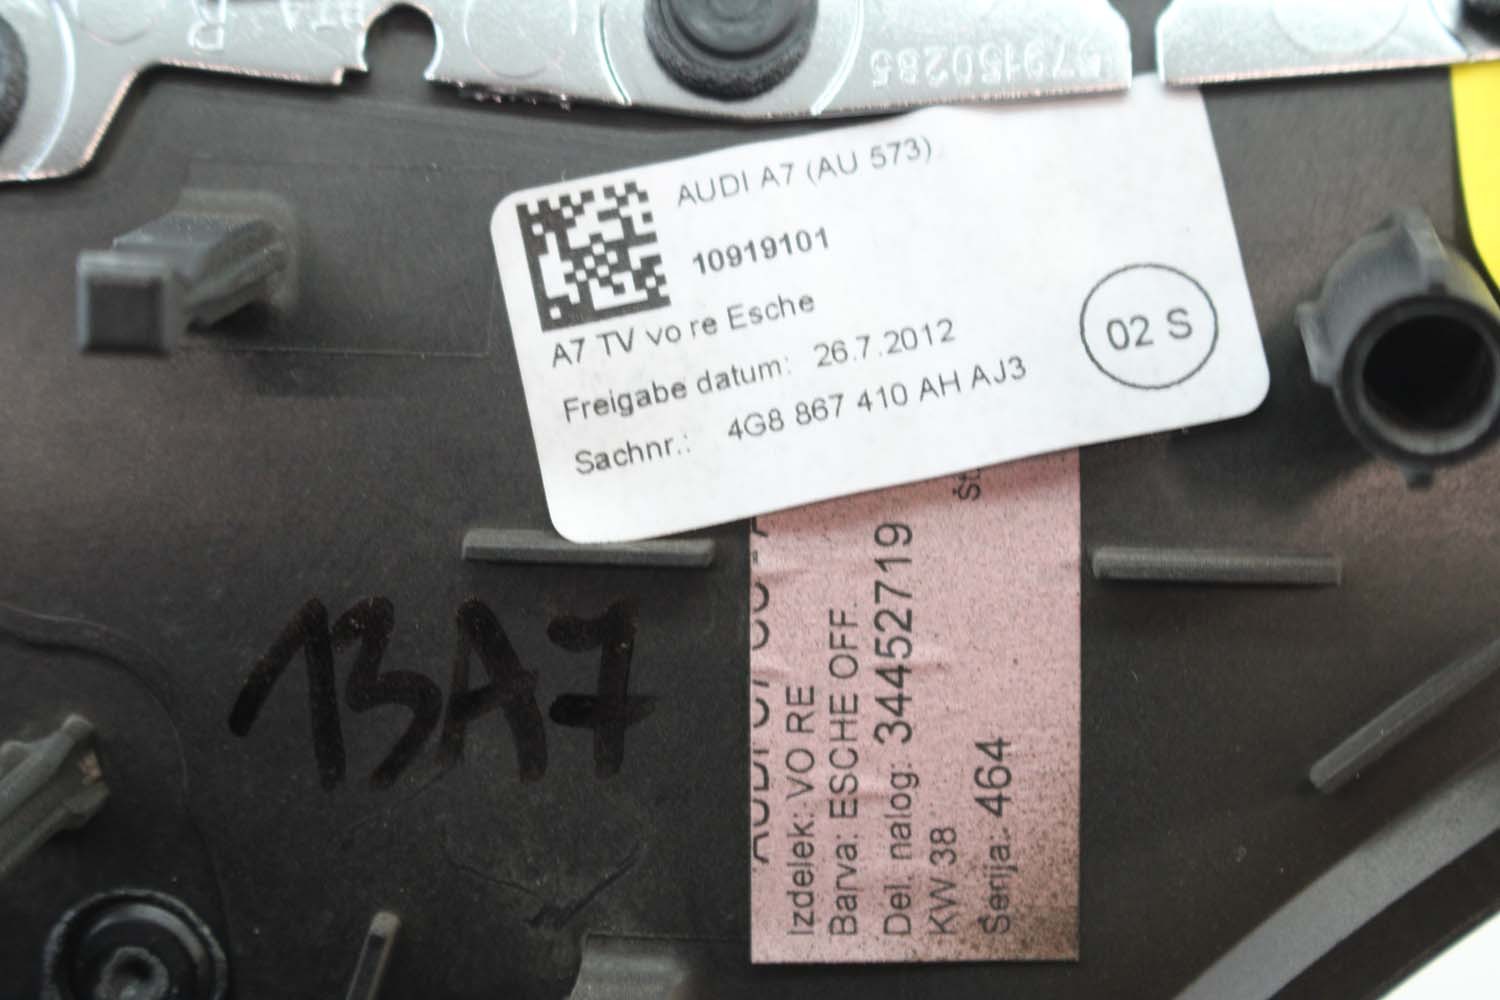 AUDI A7 (AU 573)
10919101
A7 TV vo re Esche
Freigabe datum: 26.7.2012
Sachnr.: 4G8 867 410 AH AJ3
02 S
13A7
Izdelek: VO RE
Barva: ESCHE OFF.
Del. nalog: 34452719
KW 38
Serija: 464